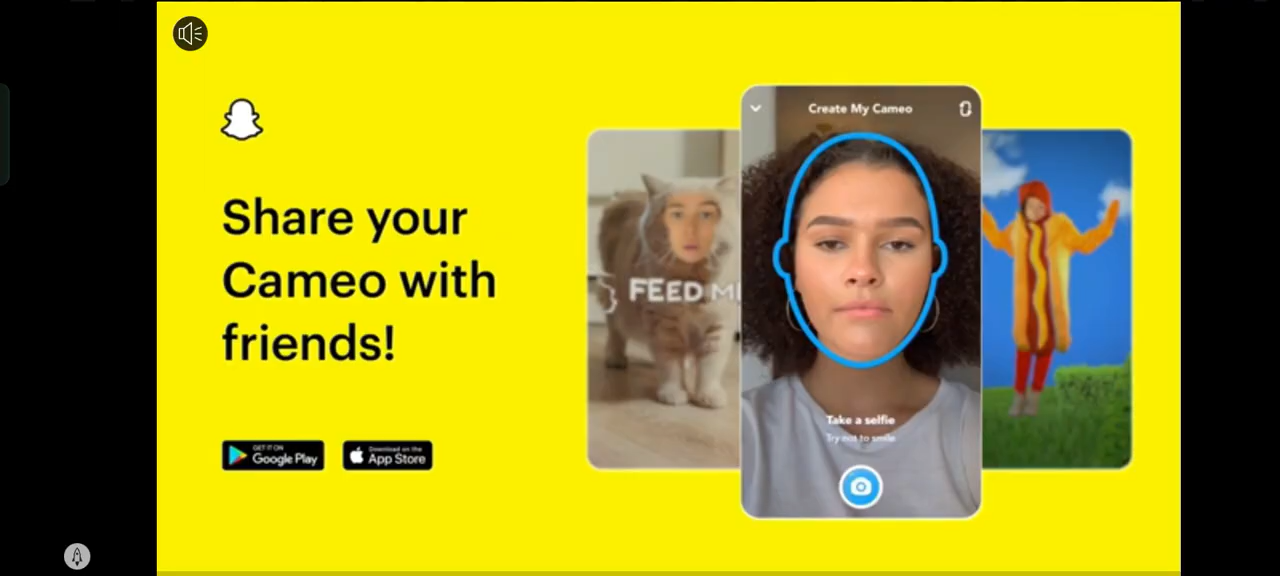 Share your
Cameo with
friends!
GET IT ON
Google Play
Download on the
App Store
FEED
Create My Cameo
Take a selfie
Try not to smile